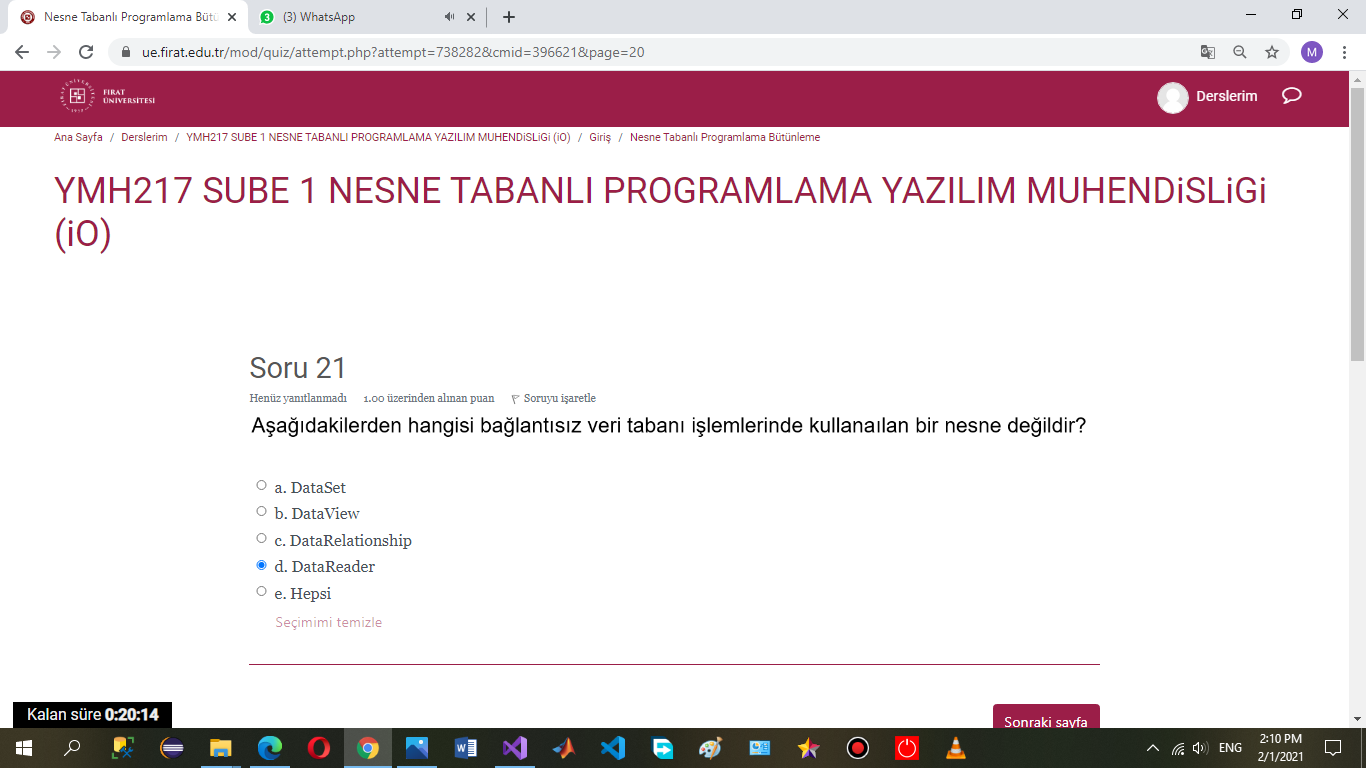 Nesne Tabanlı Programlama Bütü
(3) WhatsApp
ue.firat.edu.tr/mod/quiz/attempt.php?attempt=738282&cmid=396621&page=20
M
FIRAT
ÜNİVERSİTESİ
Derslerim
Ana Sayfa / Derslerim / YMH217 SUBE 1 NESNE TABANLI PROGRAMLAMA YAZILIM MUHENDiSLiGi (iO) / Giriş / Nesne Tabanlı Programlama Bütünleme
YMH217 SUBE 1 NESNE TABANLI PROGRAMLAMA YAZILIM MUHENDiSLiGi
(iO)
Soru 21
Henüz yanıtlanmadı 1.00 üzerinden alınan puan Soruyu işaretle
Aşağıdakilerden hangisi bağlantısız veri tabanı işlemlerinde kullanaılan bir nesne değildir?
a. DataSet
b. DataView
c. DataRelationship
d. DataReader
e. Hepsi
Seçimimi temizle
Kalan süre 0:20:14
Sonraki sayfa
ENG
2:10 PM
2/1/2021